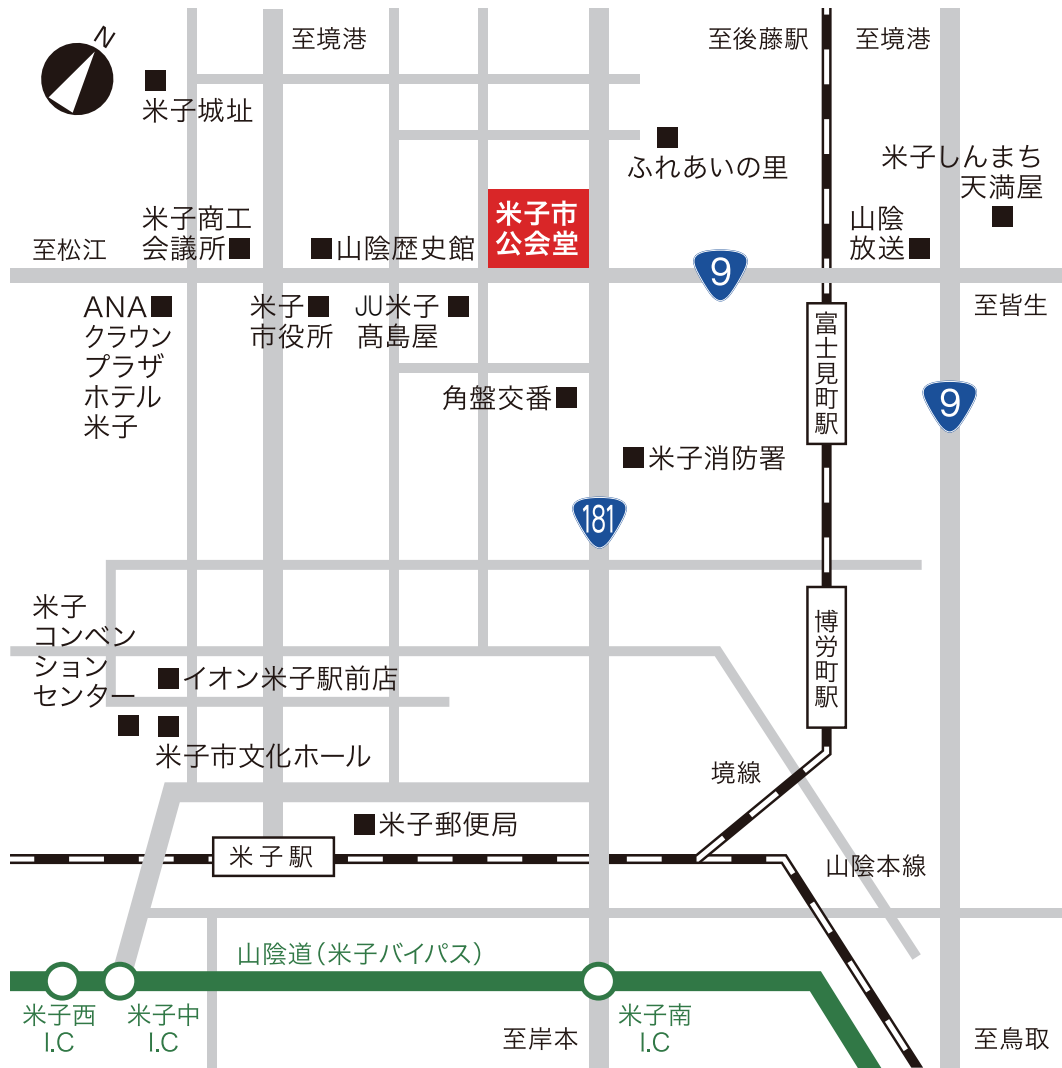 N
至境港
至後藤駅
至境港
米子城址
ふれあいの里
米子しんまち
天満屋
米子商工
会議所
山陰歴史館
米子市
公会堂
山陰
放送
至松江
9
至皆生
ANA
クラウン
プラザ
ホテル
米子
米子
市役所
JU米子
髙島屋
富士見町駅
角盤交番
9
米子消防署
181
米子
コンベン
ション
センター
博労町駅
イオン米子駅前店
米子市文化ホール
境線
米子郵便局
米子駅
山陰本線
山陰道(米子バイパス)
米子西
I.C
米子中
I.C
米子南
I.C
至岸本
至鳥取